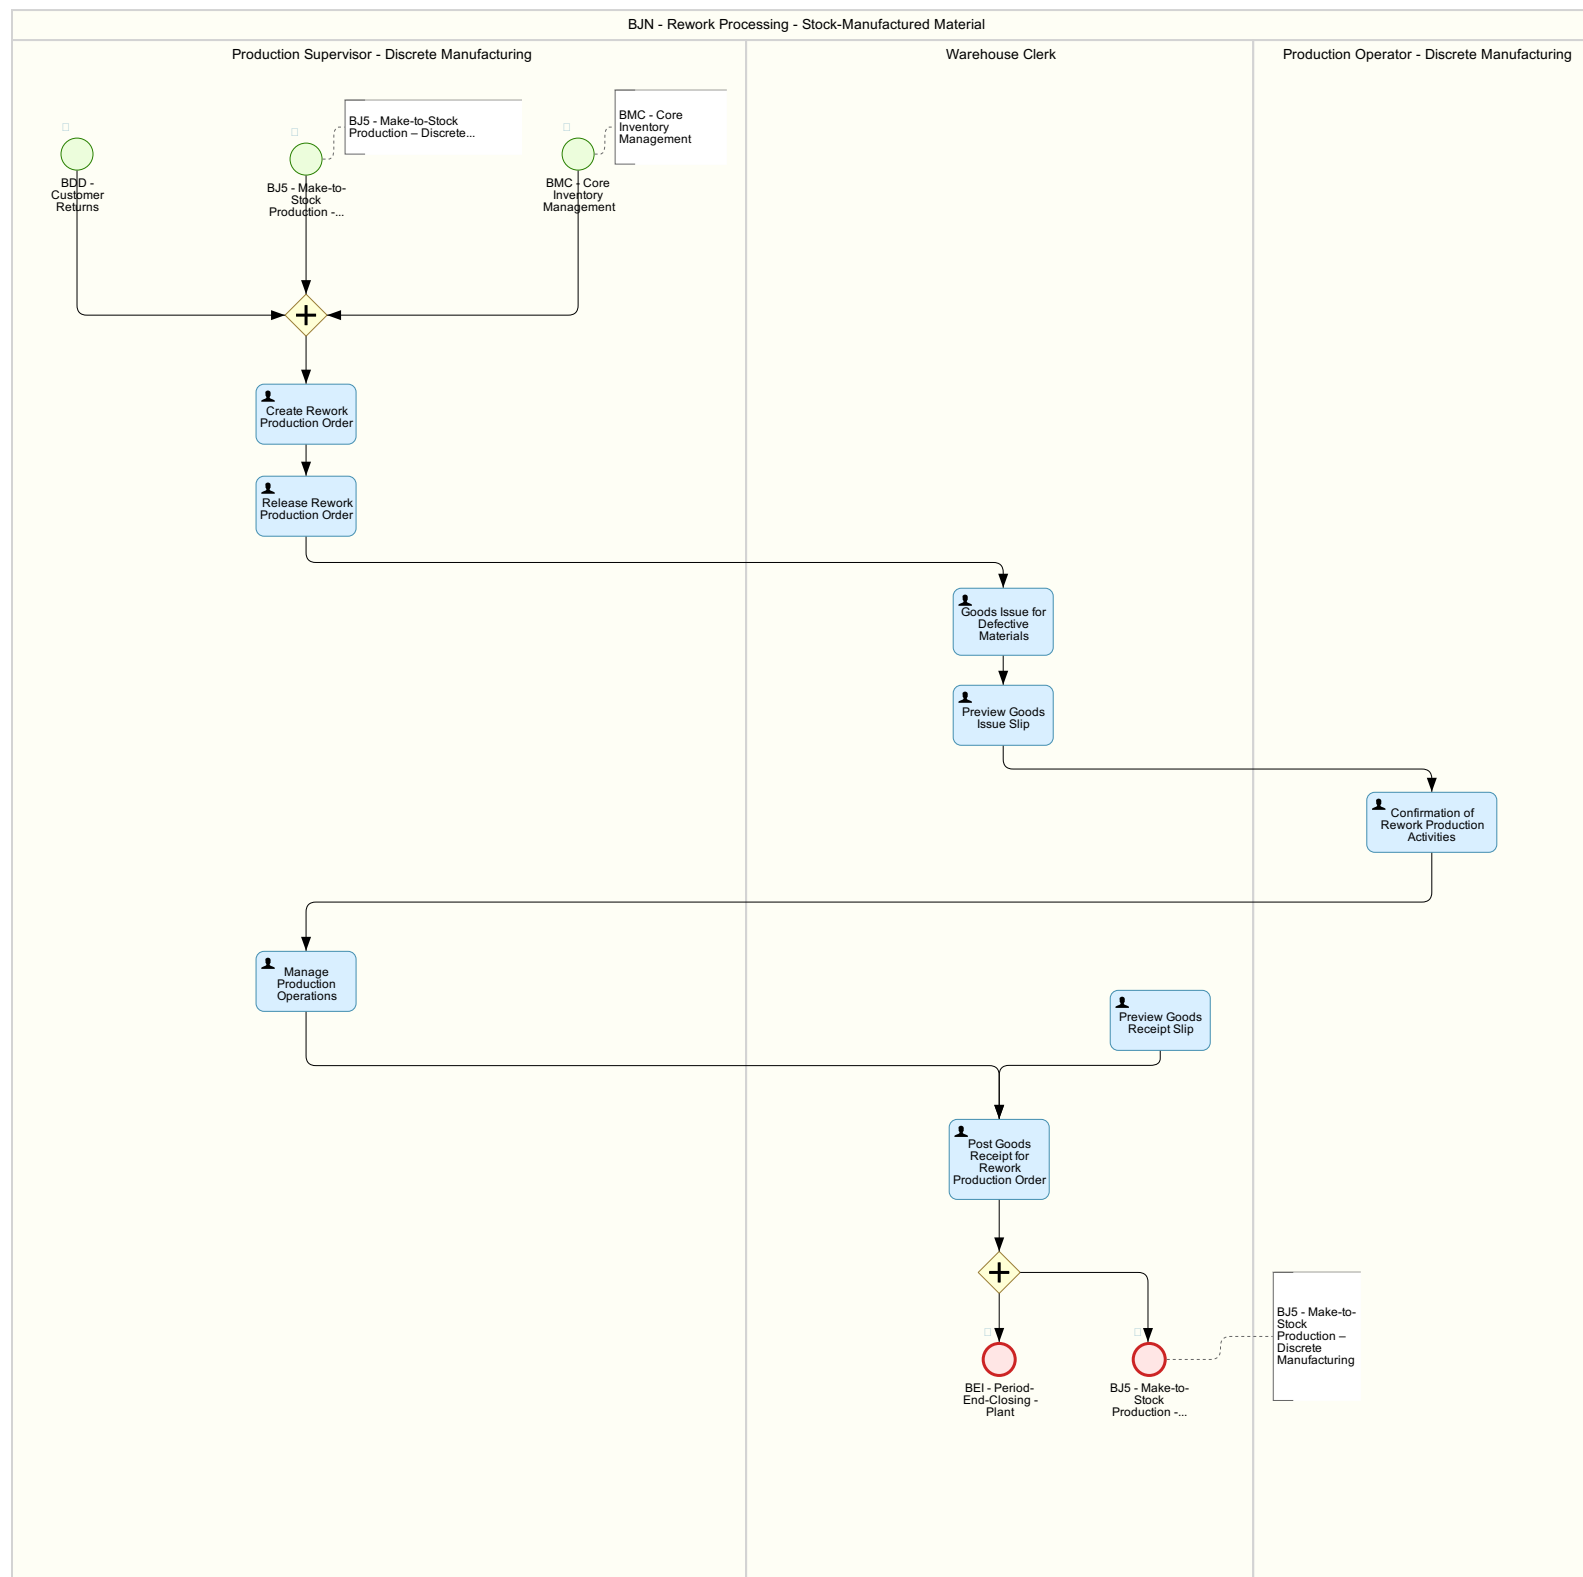 BJN - Rework Processing - Stock-Manufactured Material
Production Supervisor - Discrete Manufacturing
Warehouse Clerk
Production Operator - Discrete Manufacturing
BJ5 - Make-to-Stock
Production – Discrete...
BMC - Core
Inventory
Management
BDD -
Customer
Returns
BJ5 - Make-to-
Stock
Production -...
BMC - Core
Inventory
Management
Create Rework
Production Order
Release Rework
Production Order
Goods Issue for
Defective
Materials
Preview Goods
Issue Slip
Confirmation of
Rework Production
Activities
Manage
Production
Operations
Preview Goods
Receipt Slip
Post Goods
Receipt for
Rework
Production Order
BJ5 - Make-to-
Stock
Production –
Discrete
Manufacturing
BEI - Period-
End-Closing -
Plant
BJ5 - Make-to-
Stock
Production -...